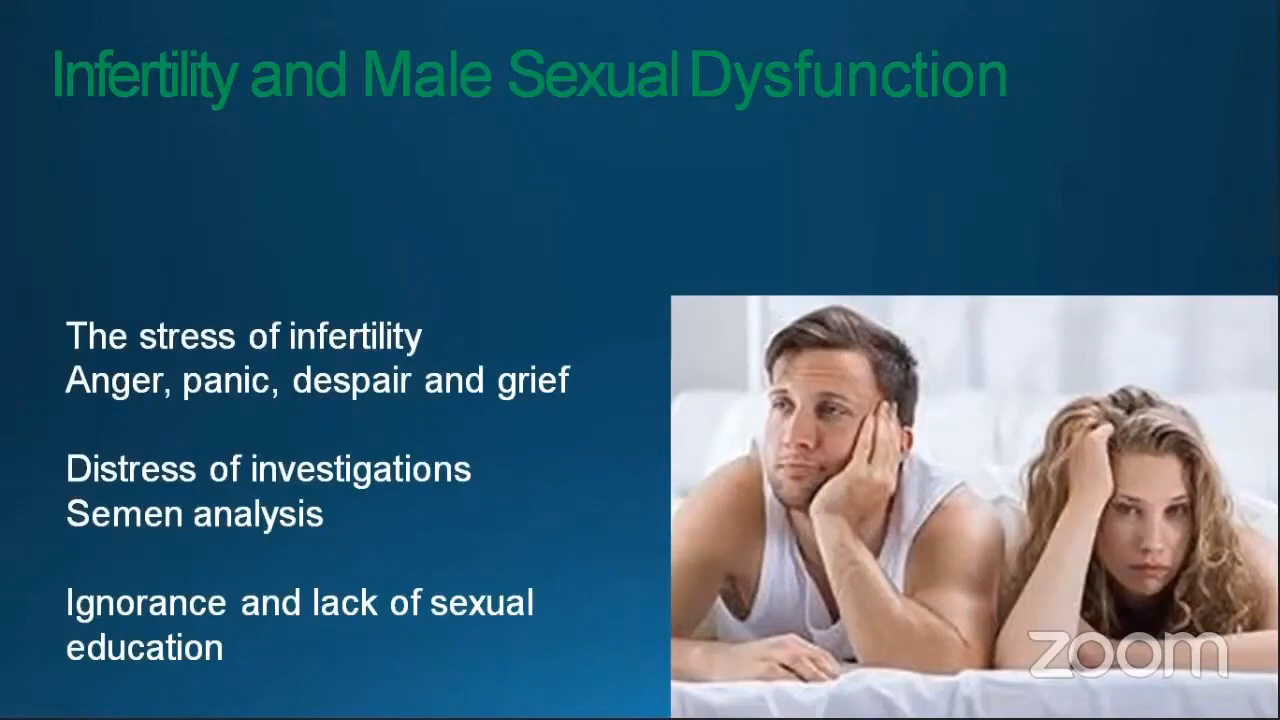 Infertility and Male Sexual Dysfunction
The stress of infertility
Anger, panic, despair and grief
Distress of investigations
Semen analysis
Ignorance and lack of sexual
education
zoom